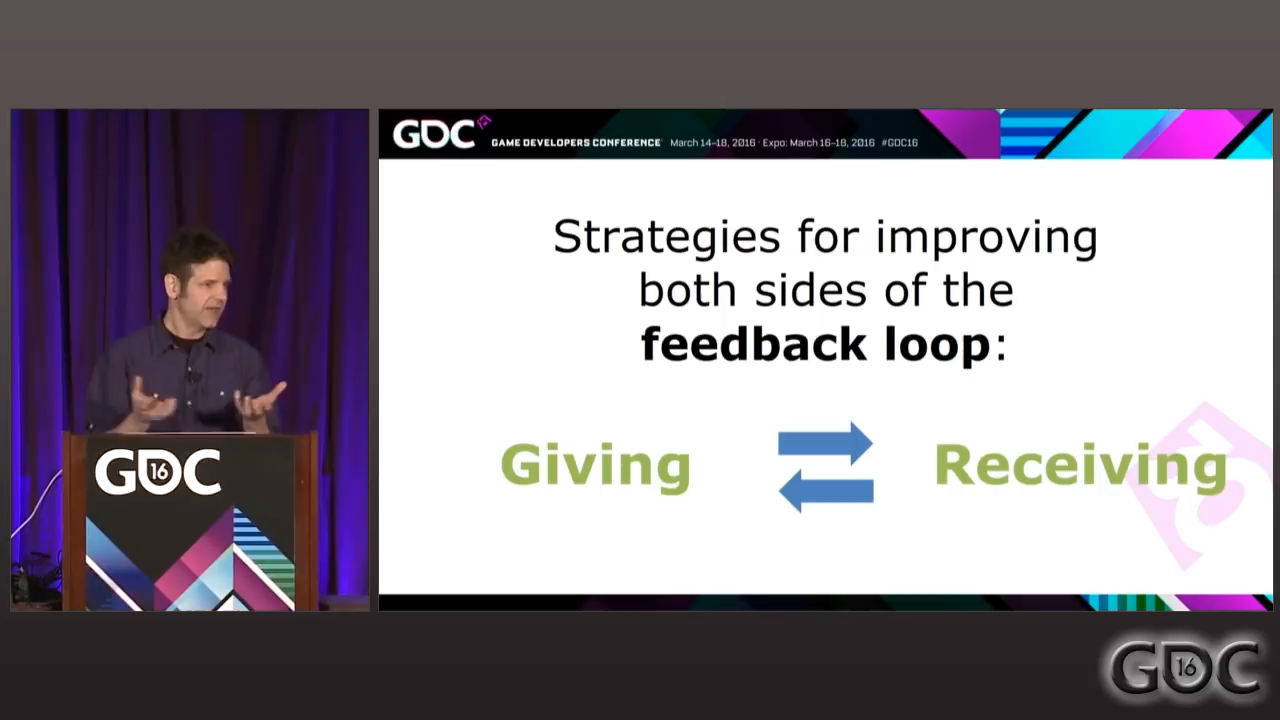 GDC
GAME DEVELOPERS CONFERENCE March 14-18, 2016 · Expo: March 16-18, 2016 #GDC16
Strategies for improving
both sides of the
feedback loop:
Giving
Receiving
GDC 16
GDC 16